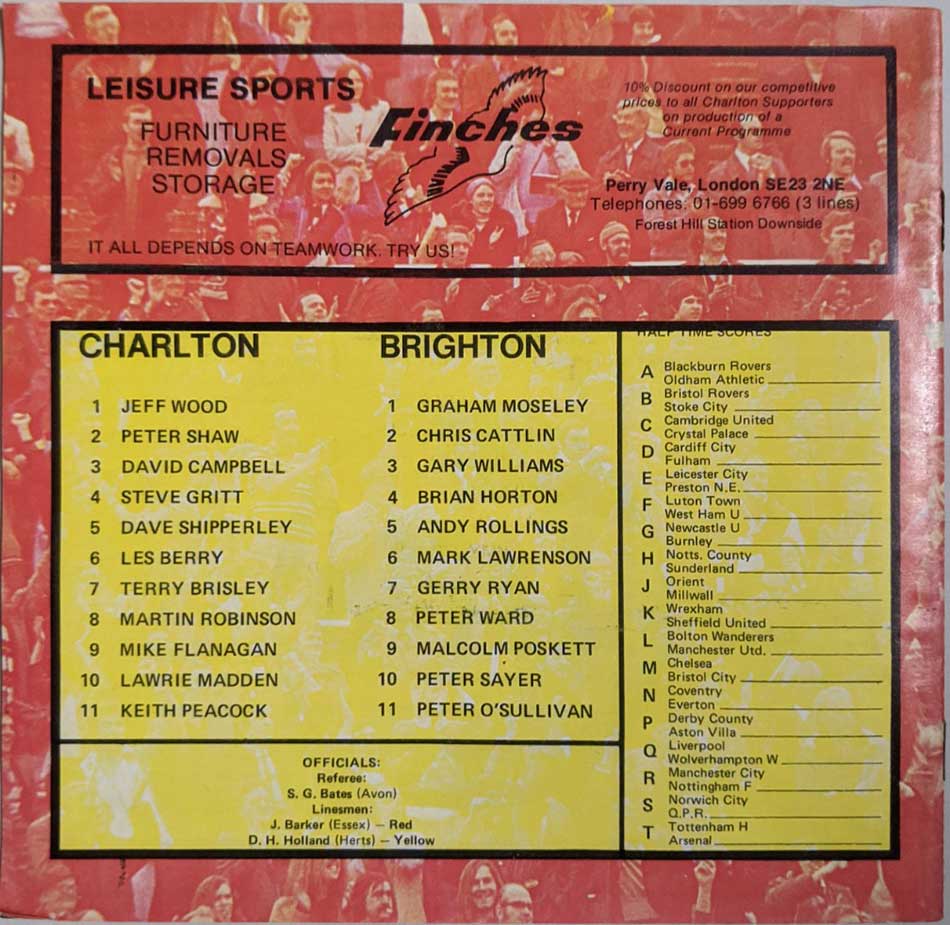 LEISURE SPORTS
FURNITURE
REMOVALS
STORAGE
IT ALL DEPENDS ON TEAMWORK. TRY US!
Finches
10% Discount on our competitive
prices to all Charlton Supporters
on production of a
Current Programme
Perry Vale, London SE23 2NE
Telephones: 01-699 6766 (3 lines)
Forest Hill Station Downside
CHARLTON
1 JEFF WOOD
2 PETER SHAW
3 DAVID CAMPBELL
4 STEVE GRITT
5 DAVE SHIPPERLEY
6 LES BERRY
7 TERRY BRISLEY
8 MARTIN ROBINSON
9 MIKE FLANAGAN
10 LAWRIE MADDEN
11 KEITH PEACOCK
BRIGHTON
1 GRAHAM MOSELEY
2 CHRIS CATTLIN
3 GARY WILLIAMS
4 BRIAN HORTON
5 ANDY ROLLINGS
6 MARK LAWRENSON
7 GERRY RYAN
8 PETER WARD
9 MALCOLM POSKETT
10 PETER SAYER
11 PETER O'SULLIVAN
OFFICIALS:
Referee:
S. G. Bates (Avon)
Linesmen:
J. Barker (Essex) – Red
D. H. Holland (Herts) – Yellow
HALF TIME SCORES
A Blackburn Rovers
Oldham Athletic
B Bristol Rovers
Stoke City
C Cambridge United
Crystal Palace
D Cardiff City
Fulham
E Leicester City
Preston N.E.
F Luton Town
West Ham U
G Newcastle U
Burnley
H Notts. County
Sunderland
J Orient
Millwall
K Wrexham
Sheffield United
L Bolton Wanderers
Manchester Utd.
M Chelsea
Bristol City
N Coventry
Everton
P Derby County
Aston Villa
Q Liverpool
Wolverhampton W
R Manchester City
Nottingham F
S Norwich City
Q.P.R.
T Tottenham H
Arsenal